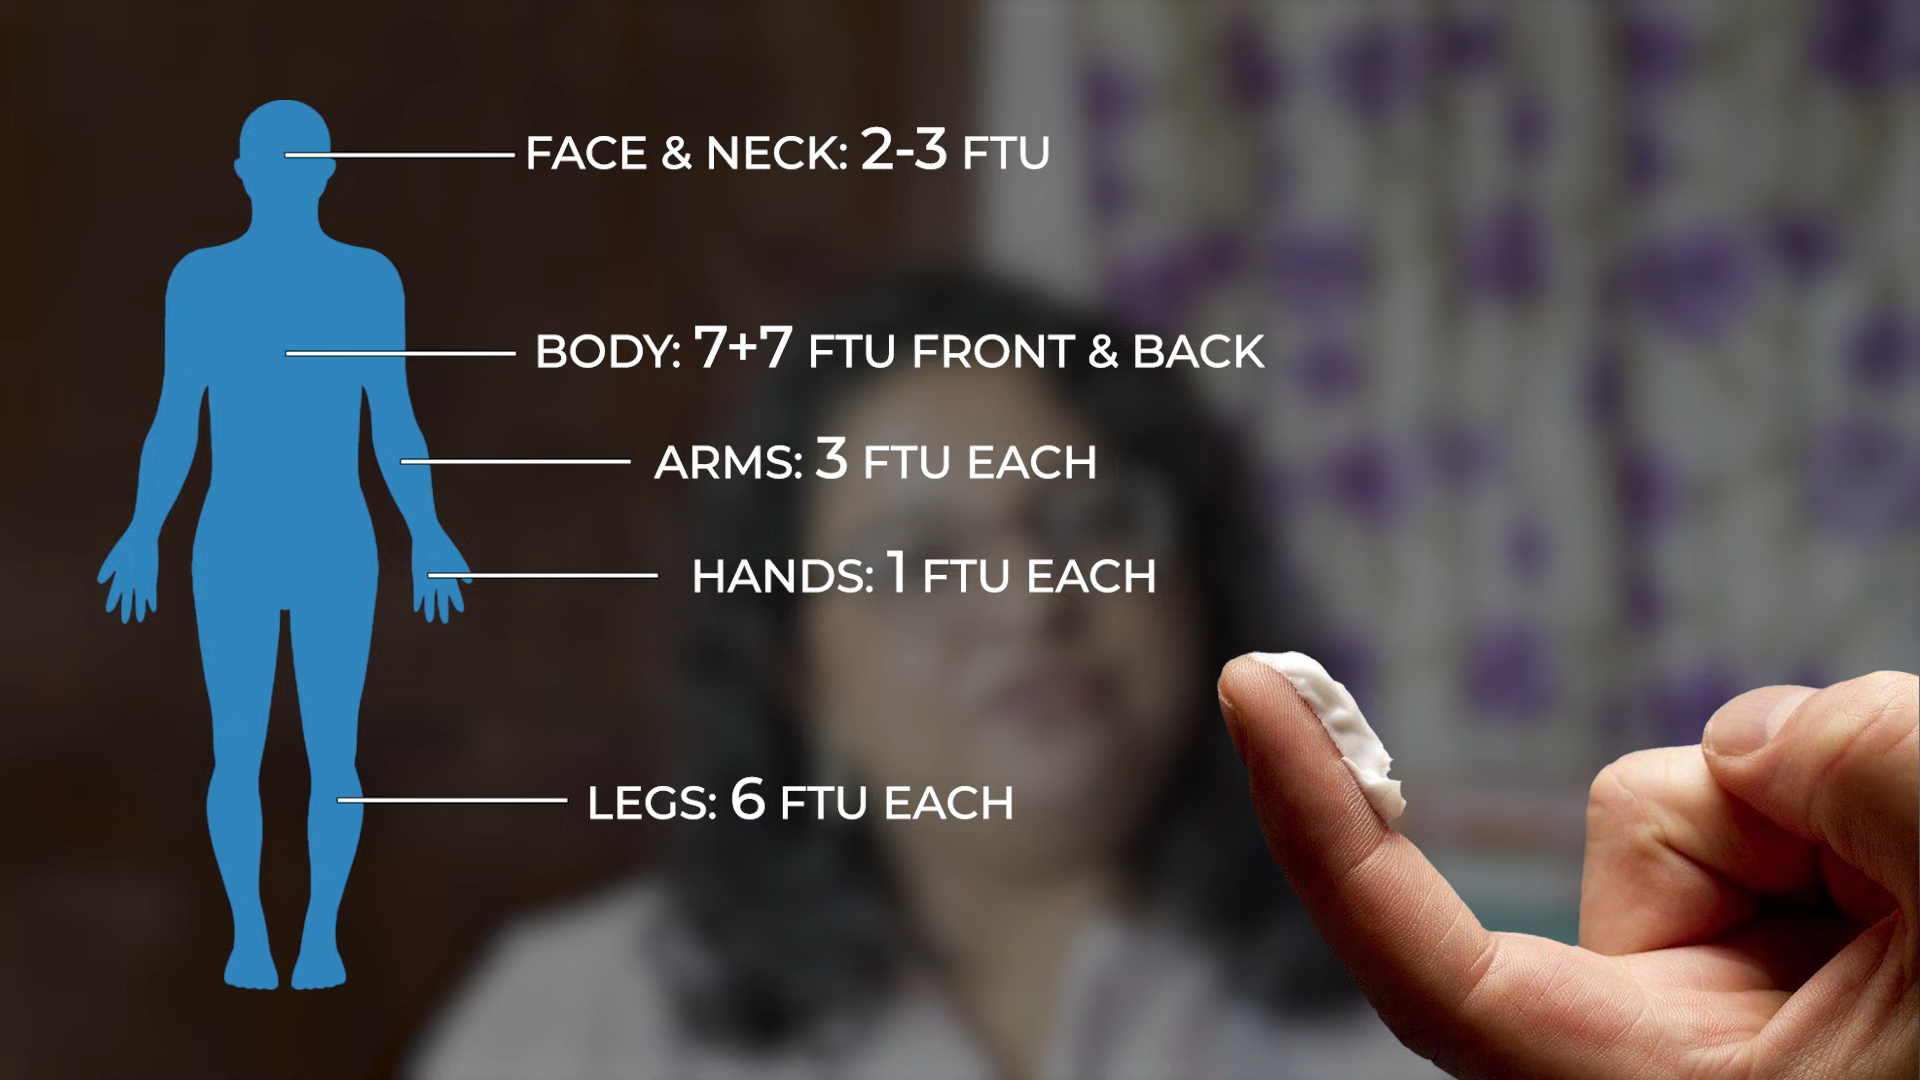 FACE & NECK: 2-3 FTU
BODY: 7+7 FTU FRONT & BACK
ARMS: 3 FTU EACH
HANDS: 1 FTU EACH
LEGS: 6 FTU EACH